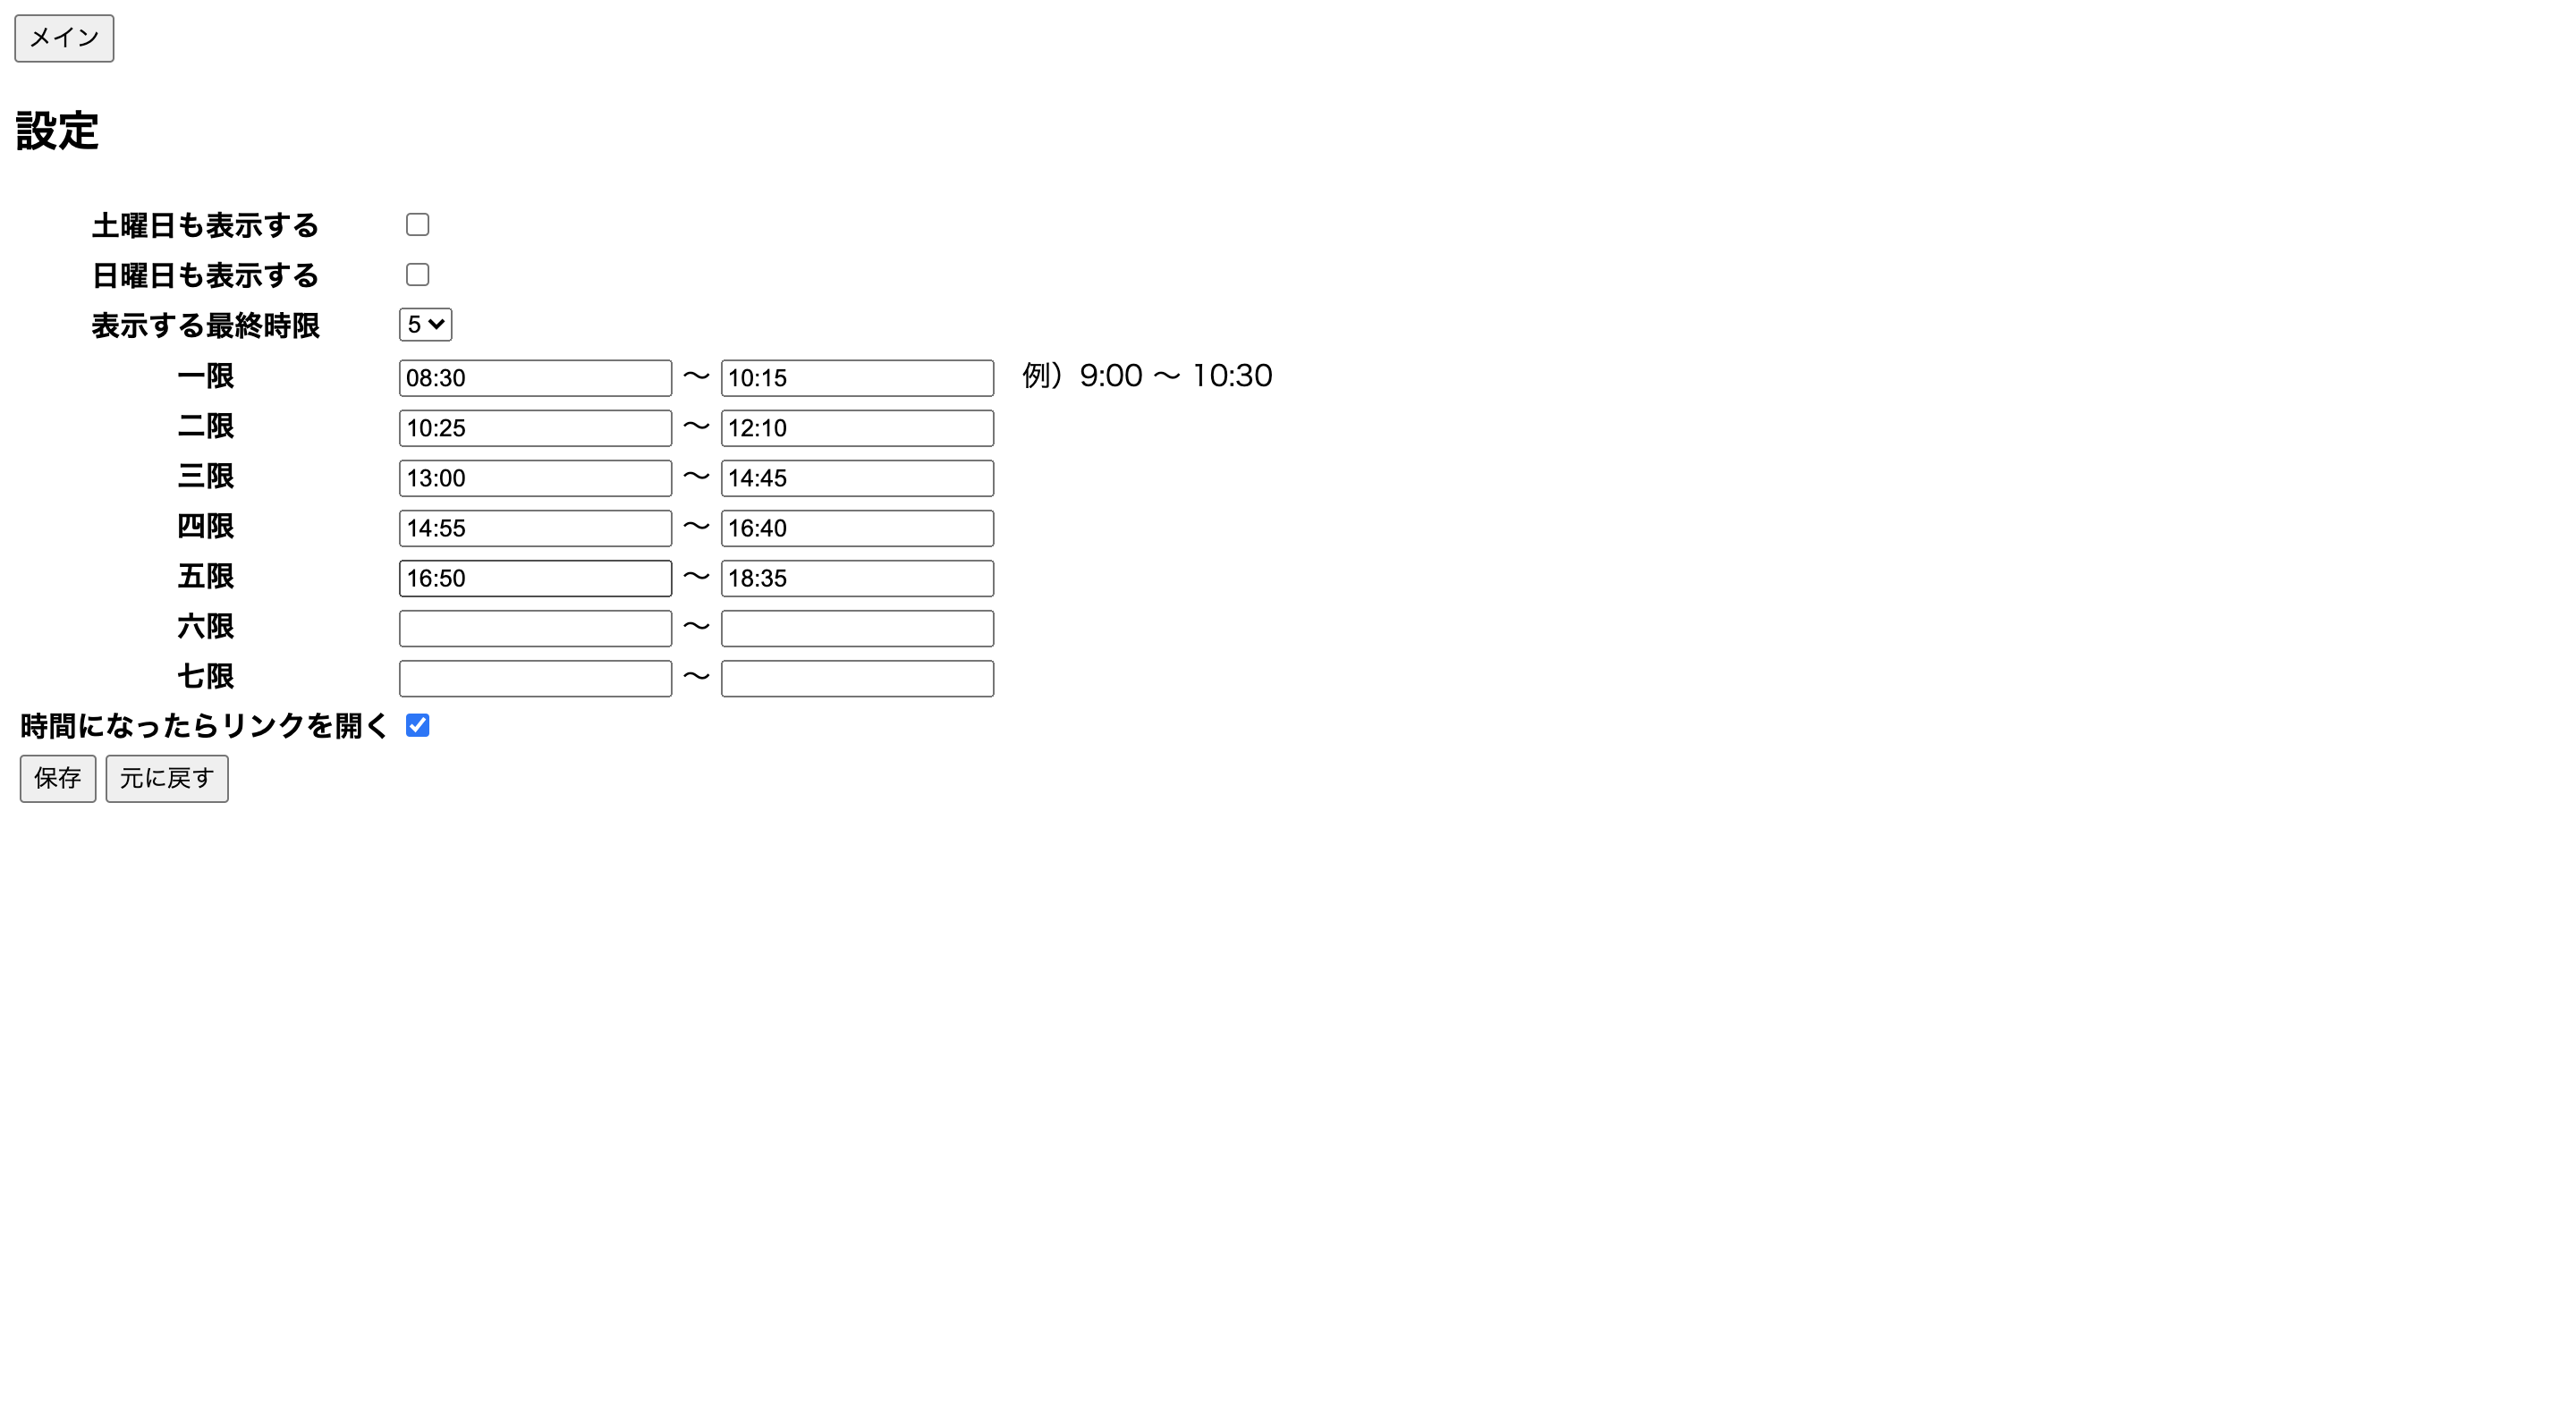 メイン
設定
土曜日も表示する
日曜日も表示する
表示する最終時限 5
一限 08:30 〜 10:15 例）9:00 〜 10:30
二限 10:25 〜 12:10
三限 13:00 〜 14:45
四限 14:55 〜 16:40
五限 16:50 〜 18:35
六限 〜
七限 〜
時間になったらリンクを開く
保存 元に戻す